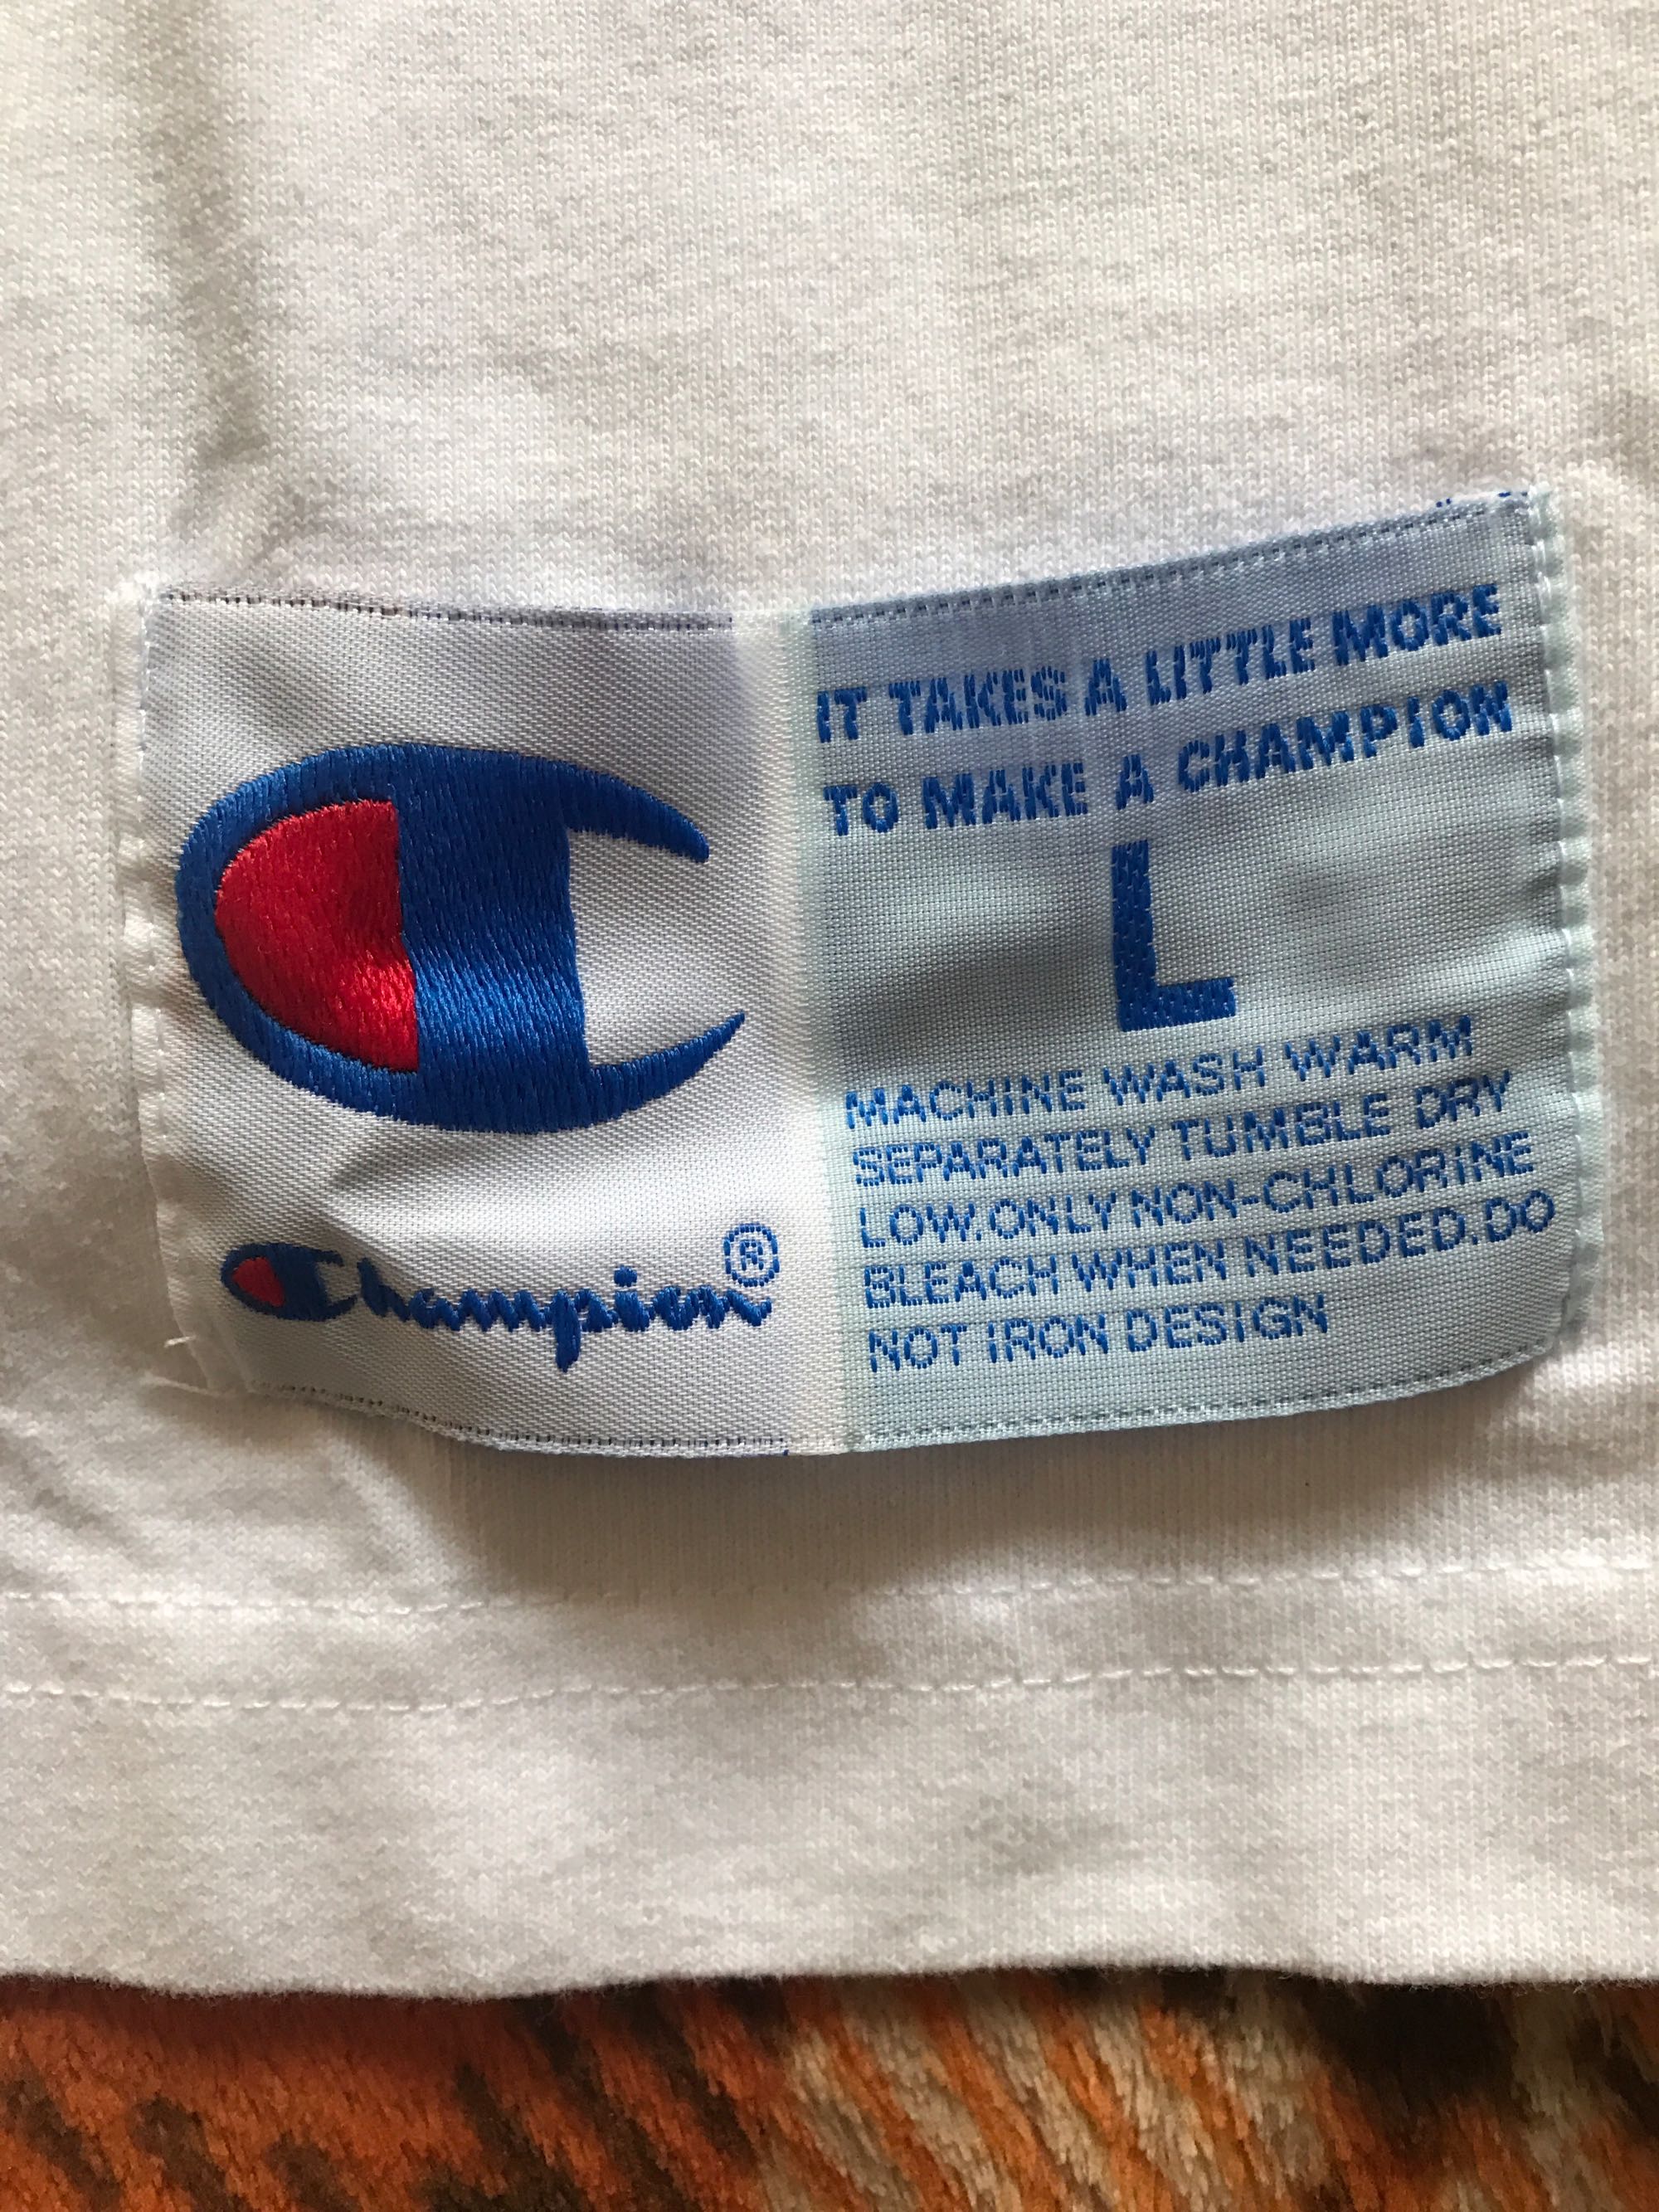 Champion®
IT TAKES A LITTLE MORE
TO MAKE A CHAMPION
L
MACHINE WASH WARM
SEPARATELY TUMBLE DRY
LOW.ONLY NON-CHLORINE
BLEACH WHEN NEEDED.DO
NOT IRON DESIGN